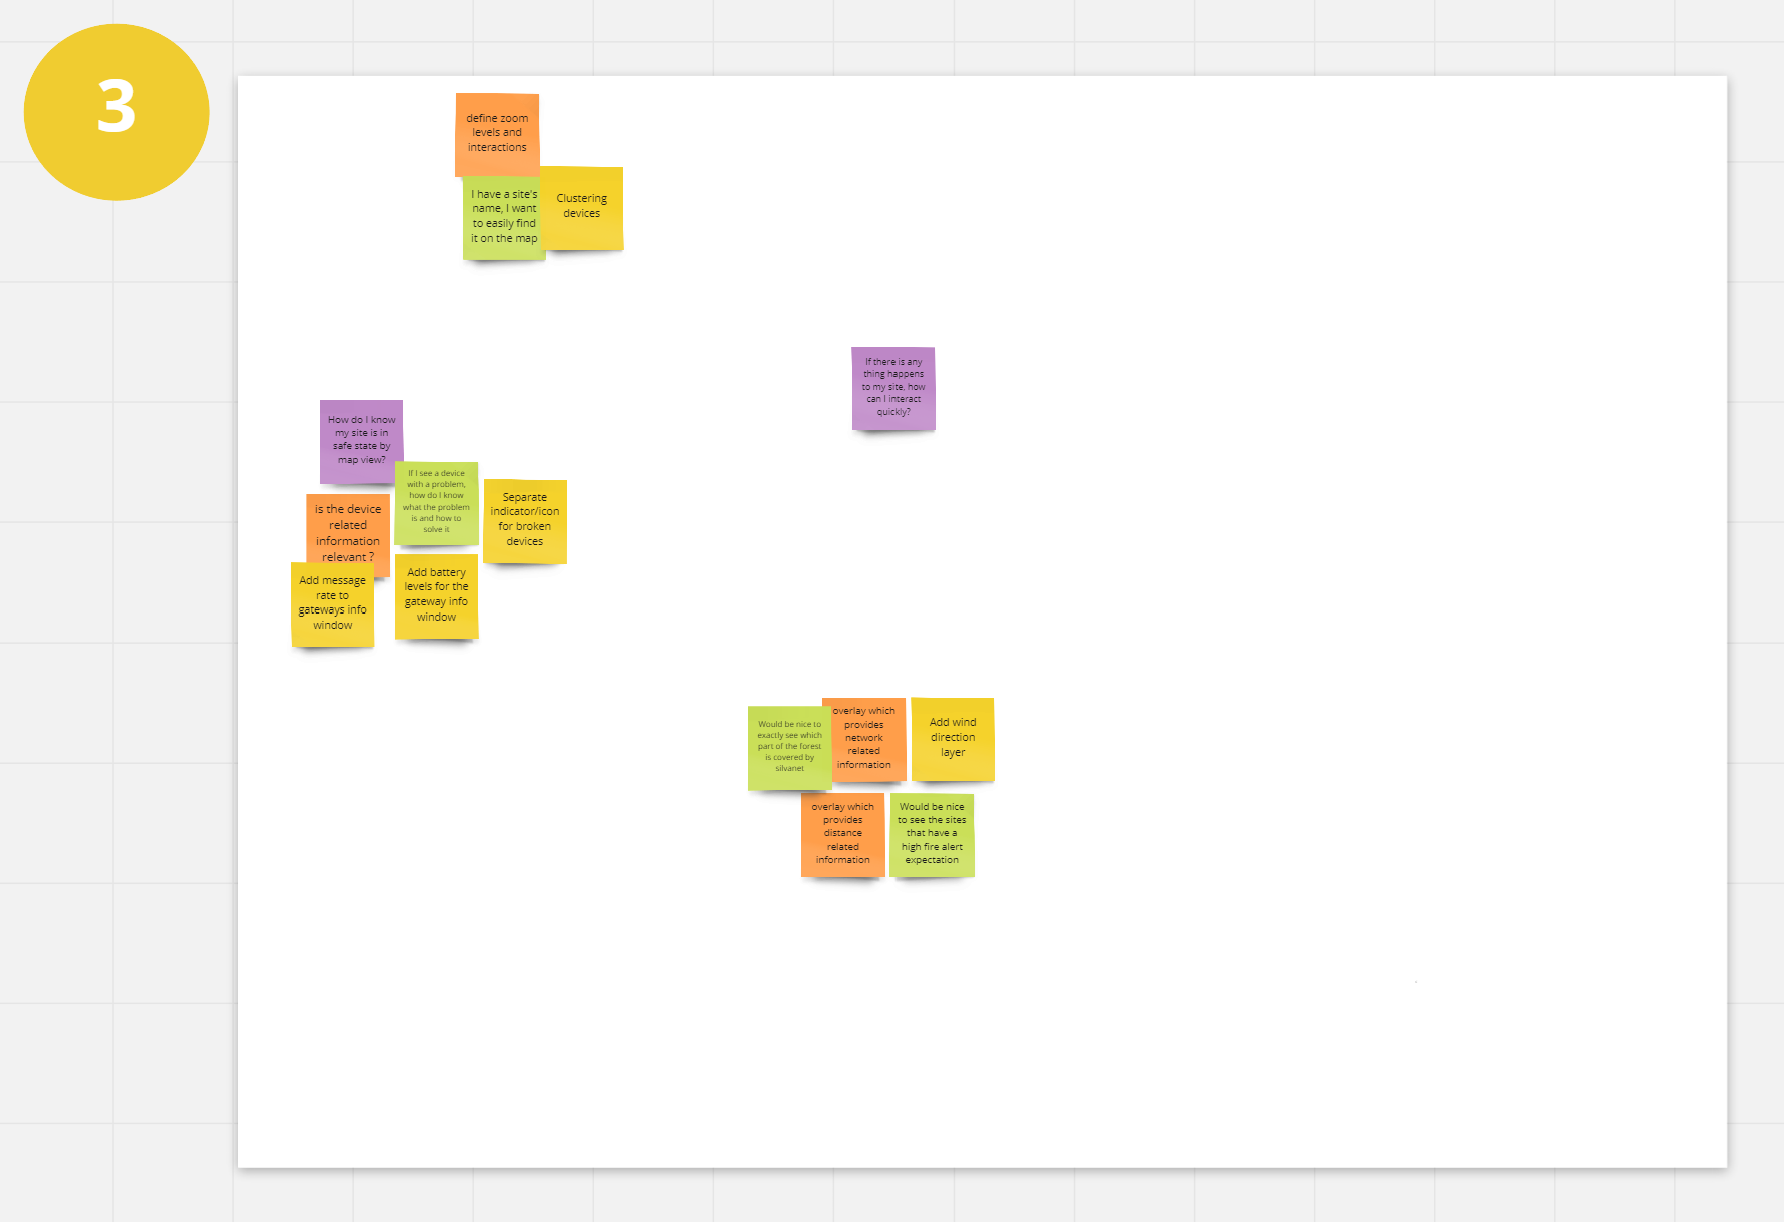 3
define zoom
levels and
interactions
I have a site's
name, I want
to easily find
it on the map
Clustering
devices
If there is any
thing happens
to my site, how
can I interact
quickly?
How do I know
my site is in
safe state by
map view?
If I see a device
with a problem,
how do I know
what the problem
is and how to
solve it
Separate
indicator/icon
for broken
devices
is the device
related
information
relevant ?
Add message
rate to
gateways info
window
Add battery
levels for the
gateway info
window
Would be nice to
exactly see which
part of the forest
is covered by
silvanet
overlay which
provides
network
related
information
Add wind
direction
layer
overlay which
provides
distance
related
information
Would be nice
to see the sites
that have a
high fire alert
expectation